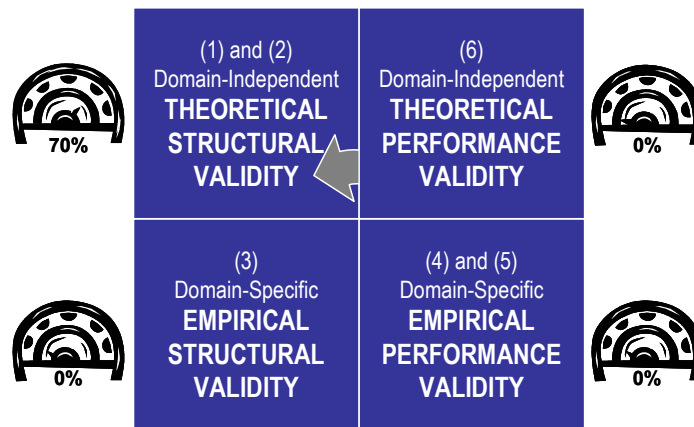 (1) and (2)
Domain-Independent
THEORETICAL
STRUCTURAL
VALIDITY
70%
(6)
Domain-Independent
THEORETICAL
PERFORMANCE
VALIDITY
0%
(3)
Domain-Specific
EMPIRICAL
STRUCTURAL
VALIDITY
0%
(4) and (5)
Domain-Specific
EMPIRICAL
PERFORMANCE
VALIDITY
0%